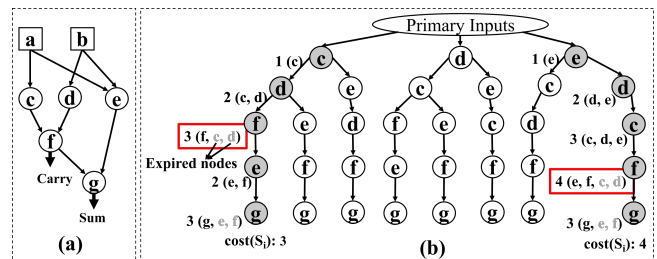 a b
c d e
f
Carry
g
Sum
(a)
Primary Inputs
1 (c) c d 1 (e) e
2 (c, d) d e c e c d 2 (d, e)
f e d f e f c d c 3 (c, d, e)
3 (f, c, d)
Expired nodes
2 (e, f) e f f f f f f f 4 (e, f, c, d)
3 (g, e, f) g g g g g g g 3 (g, e, f)
cost(Sᵢ): 3 (b) cost(Sᵢ): 4